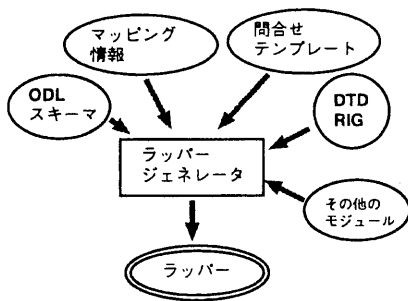 マッピング
情報
問合せ
テンプレート
ODL
スキーマ
DTD
RIG
ラッパー
ジェネレータ
その他の
モジュール
ラッパー